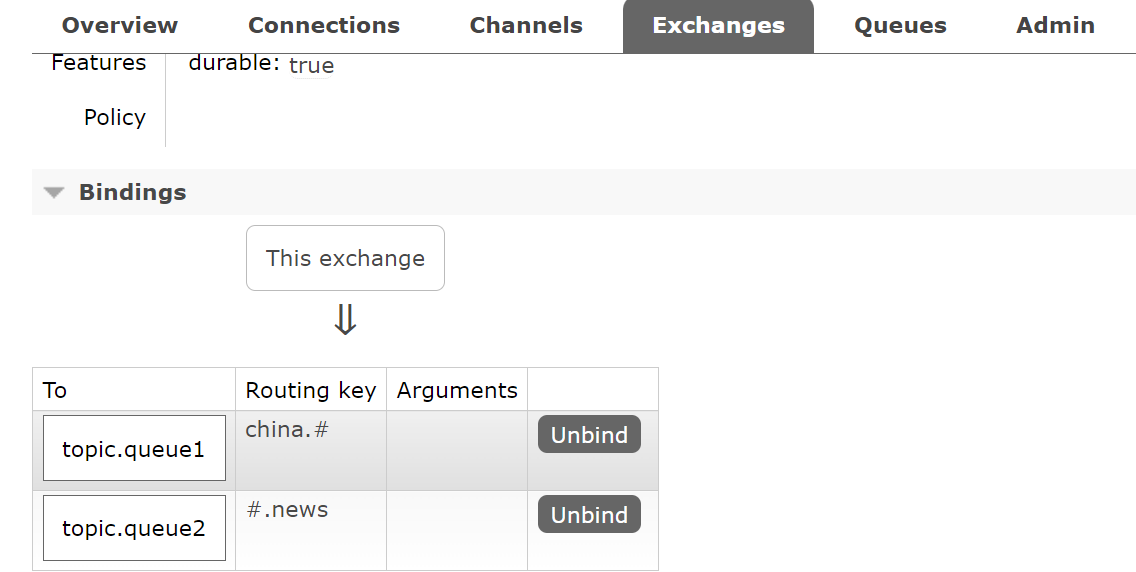 Overview Connections Channels Exchanges Queues Admin
Features durable: true
Policy
Bindings
This exchange
⇓
To Routing key Arguments
topic.queue1 china.# Unbind
topic.queue2 #.news Unbind